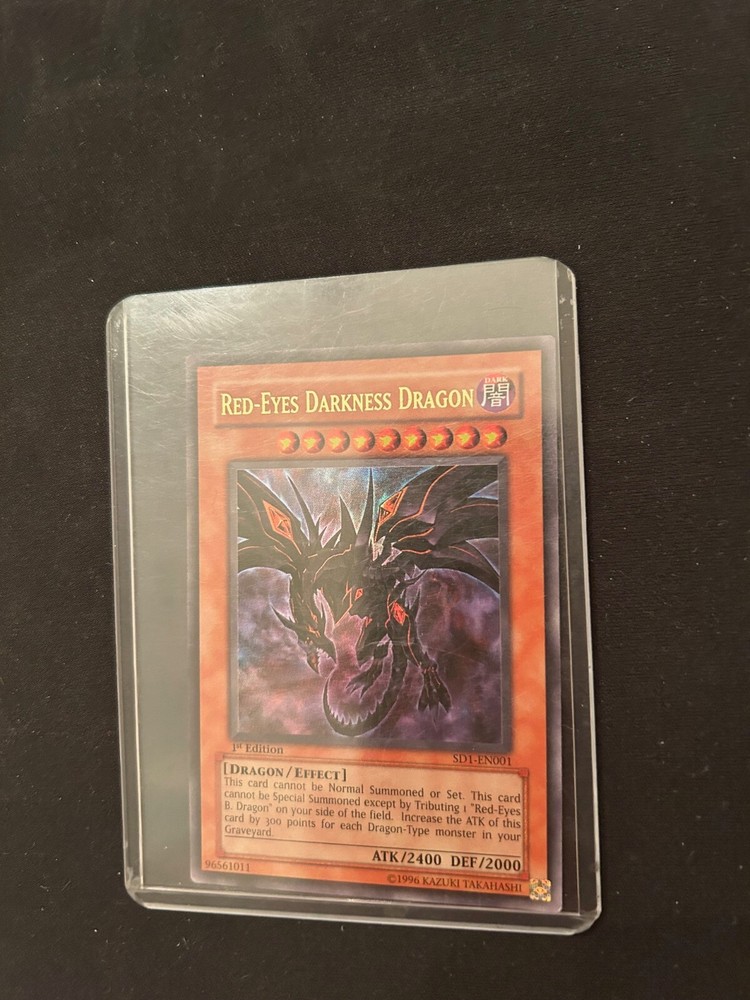 RED-EYES DARKNESS DRAGON
DARK
闇
1st Edition
SD1-EN001
[DRAGON/EFFECT]
This card cannot be Normal Summoned or Set. This card
cannot be Special Summoned except by Tributing 1 "Red-Eyes
B. Dragon" on your side of the field. Increase the ATK of this
card by 300 points for each Dragon-Type monster in your
Graveyard.
ATK/2400 DEF/2000
96561011
©1996 KAZUKI TAKAHASHI